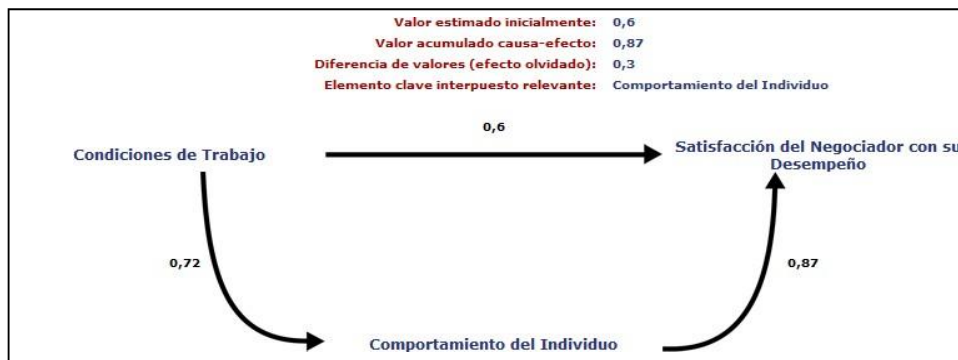 Valor estimado inicialmente: 0,6
Valor acumulado causa-efecto: 0,87
Diferencia de valores (efecto olvidado): 0,3
Elemento clave interpuesto relevante: Comportamiento del Individuo
0,6
Condiciones de Trabajo
Satisfacción del Negociador con su
Desempeño
0,72
0,87
Comportamiento del Individuo